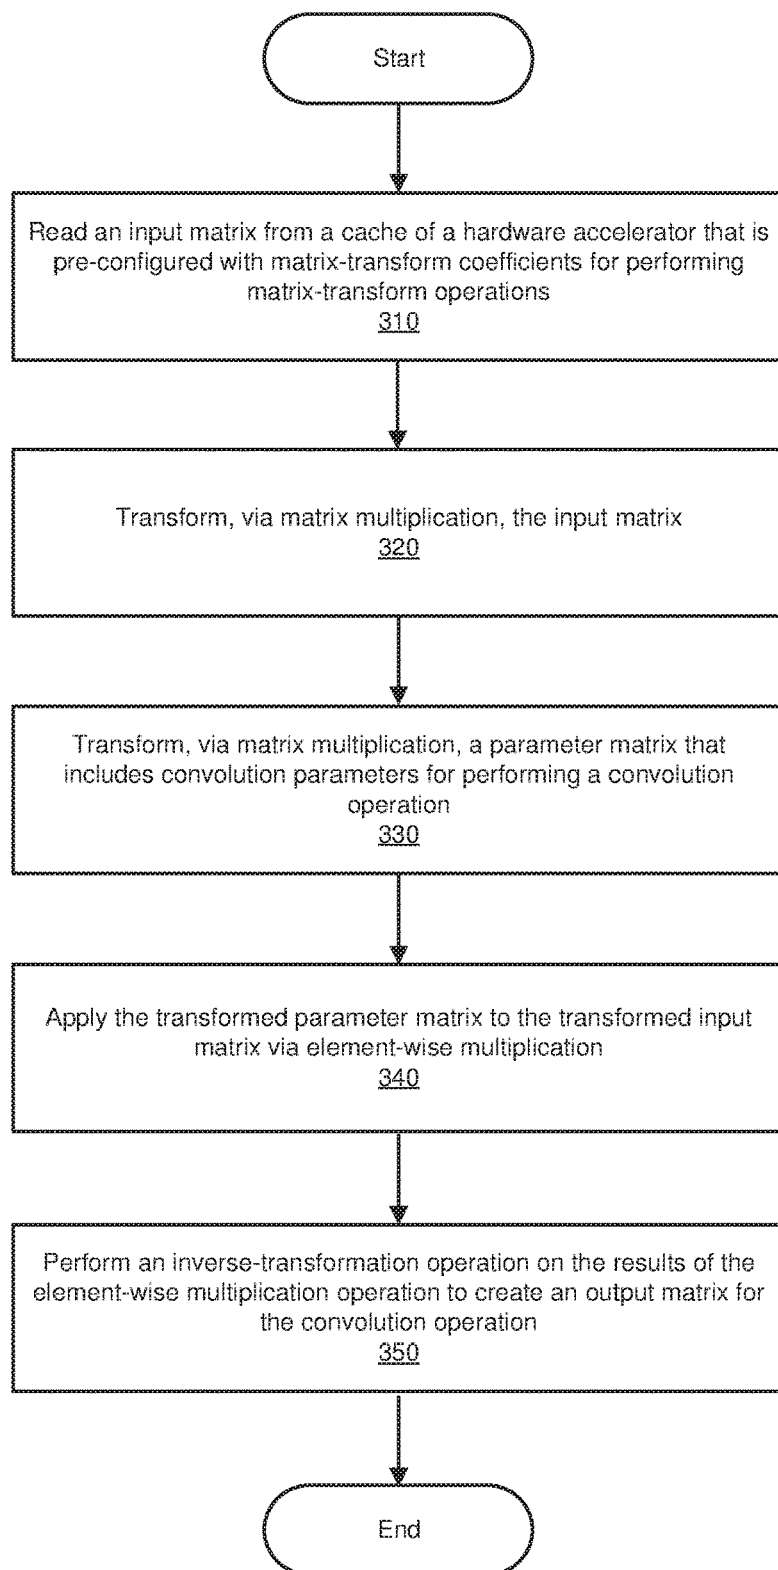 Start
Read an input matrix from a cache of a hardware accelerator that is
pre-configured with matrix-transform coefficients for performing
matrix-transform operations
310
Transform, via matrix multiplication, the input matrix
320
Transform, via matrix multiplication, a parameter matrix that
includes convolution parameters for performing a convolution
operation
330
Apply the transformed parameter matrix to the transformed input
matrix via element-wise multiplication
340
Perform an inverse-transformation operation on the results of the
element-wise multiplication operation to create an output matrix for
the convolution operation
350
End